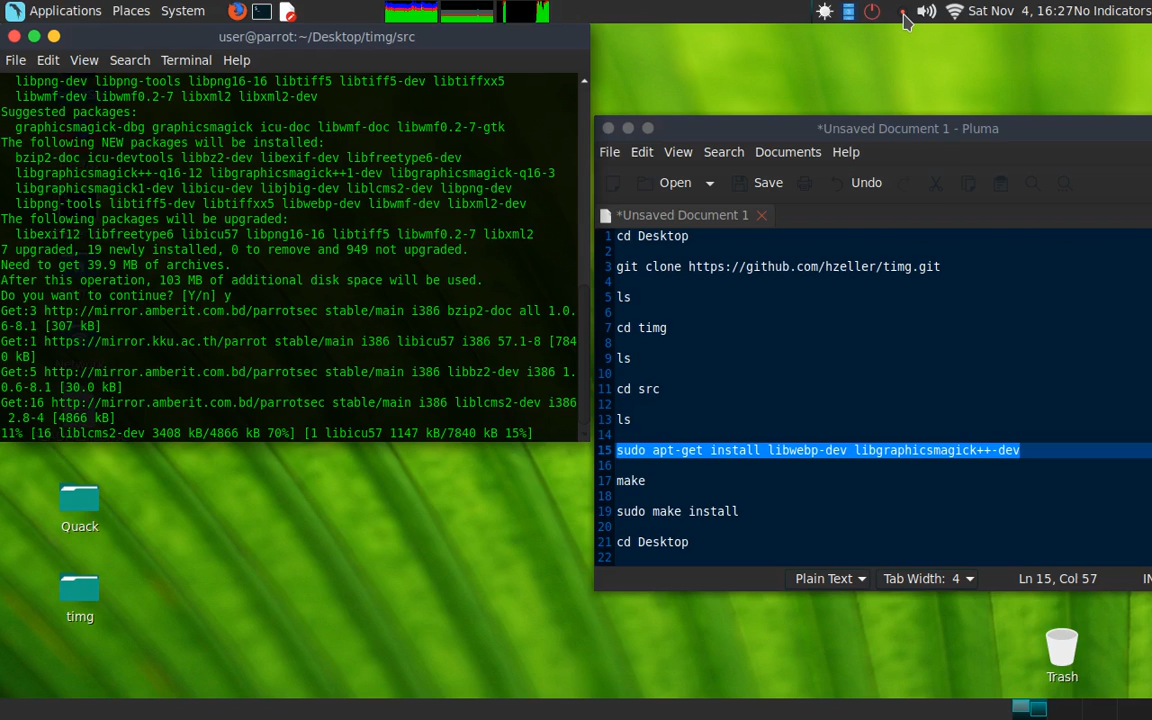 Applications Places System
Sat Nov 4, 16:27No Indicators
user@parrot:~/Desktop/timg/src
File Edit View Search Terminal Help
libpng-dev libpng-tools libpng16-16 libtiff5 libtiff5-dev libtiffxx5
libwmf-dev libwmf0.2-7 libxml2 libxml2-dev
Suggested packages:
graphicsmagick-dbg graphicsmagick icu-doc libwmf-doc libwmf0.2-7-gtk
The following NEW packages will be installed:
bzip2-doc icu-devtools libbz2-dev libexif-dev libfreetype6-dev
libgraphicsmagick++-q16-12 libgraphicsmagick++1-dev libgraphicsmagick-q16-3
libgraphicsmagick1-dev libicu-dev libjbig-dev liblcms2-dev libpng-dev
libpng-tools libtiff5-dev libtiffxx5 libwebp-dev libwmf-dev libxml2-dev
The following packages will be upgraded:
libexif12 libfreetype6 libicu57 libpng16-16 libtiff5 libwmf0.2-7 libxml2
7 upgraded, 19 newly installed, 0 to remove and 949 not upgraded.
Need to get 39.9 MB of archives.
After this operation, 103 MB of additional disk space will be used.
Do you want to continue? [Y/n] y
Get:3 http://mirror.amberit.com.bd/parrotsec stable/main i386 bzip2-doc all 1.0.
6-8.1 [307 kB]
Get:1 https://mirror.kku.ac.th/parrot stable/main i386 libicu57 i386 57.1-8 [784
0 kB]
Get:5 http://mirror.amberit.com.bd/parrotsec stable/main i386 libbz2-dev i386 1.
0.6-8.1 [30.0 kB]
Get:16 http://mirror.amberit.com.bd/parrotsec stable/main i386 liblcms2-dev i386
2.8-4 [4866 kB]
11% [16 liblcms2-dev 3408 kB/4866 kB 70%] [1 libicu57 1147 kB/7840 kB 15%]
*Unsaved Document 1 - Pluma
File Edit View Search Documents Help
Open Save Undo
*Unsaved Document 1
1 cd Desktop
2
3 git clone https://github.com/hzeller/timg.git
4
5 ls
6
7 cd timg
8
9 ls
10
11 cd src
12
13 ls
14
15 sudo apt-get install libwebp-dev libgraphicsmagick++-dev
16
17 make
18
19 sudo make install
20
21 cd Desktop
22
Plain Text Tab Width: 4 Ln 15, Col 57 IN
Quack
timg
Trash